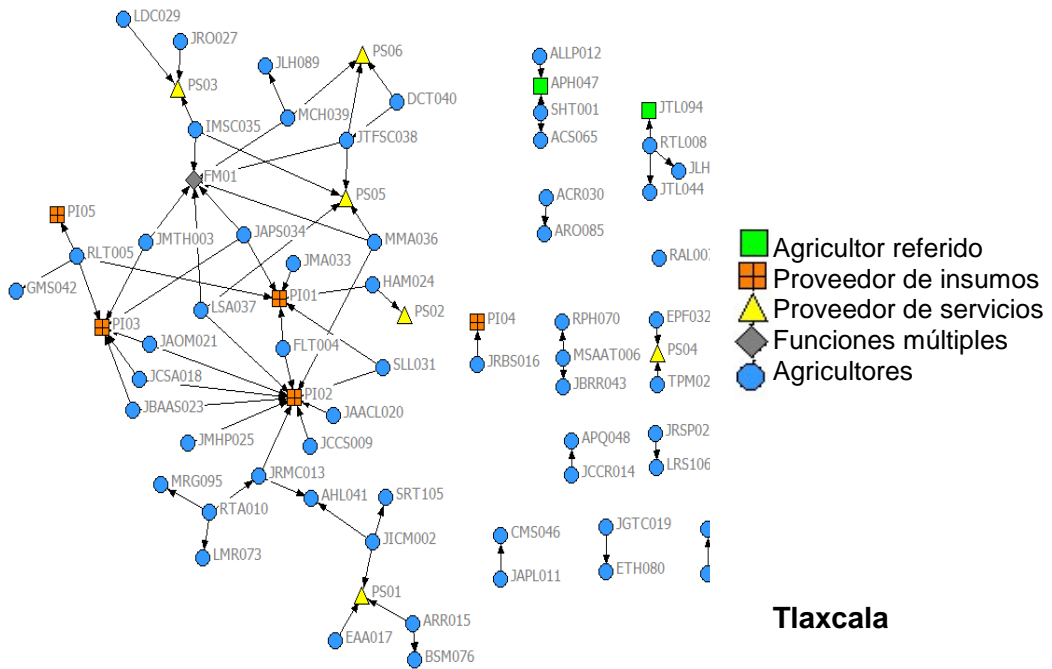 LDC029
JRO027
PS06
ALLP012
JLH089
APH047
PS03
DCT040
JTL094
MCH039
SHT001
IMSC035
JTFSC038
ACS065
RTL008
JLH
FM01
JTL044
PS05
ACR030
PI05
JAPS034
ARO085
JMTH003
MMA036
Agricultor referido
RLT005
JMA033
RAL007
Proveedor de insumos
HAM024
GMS042
PI01
LSA037
Proveedor de servicios
PS02
PI04
RPH070
EPF032
PI03
Funciones múltiples
JAOM021
FLT004
PS04
SLL031
JRBS016
MSAAT006
Agricultores
JCSA018
JBRR043
TPM02
PI02
JBAAS023
JAACL020
JMHP025
JCCS009
APQ048
JRSP02
JRMC013
JCCR014
LRS106
MRG095
AHL041
SRT105
RTA010
CMS046
JGTC019
LMR073
JICM002
JAPL011
ETH080
PS01
ARR015
Tlaxcala
EAA017
BSM076